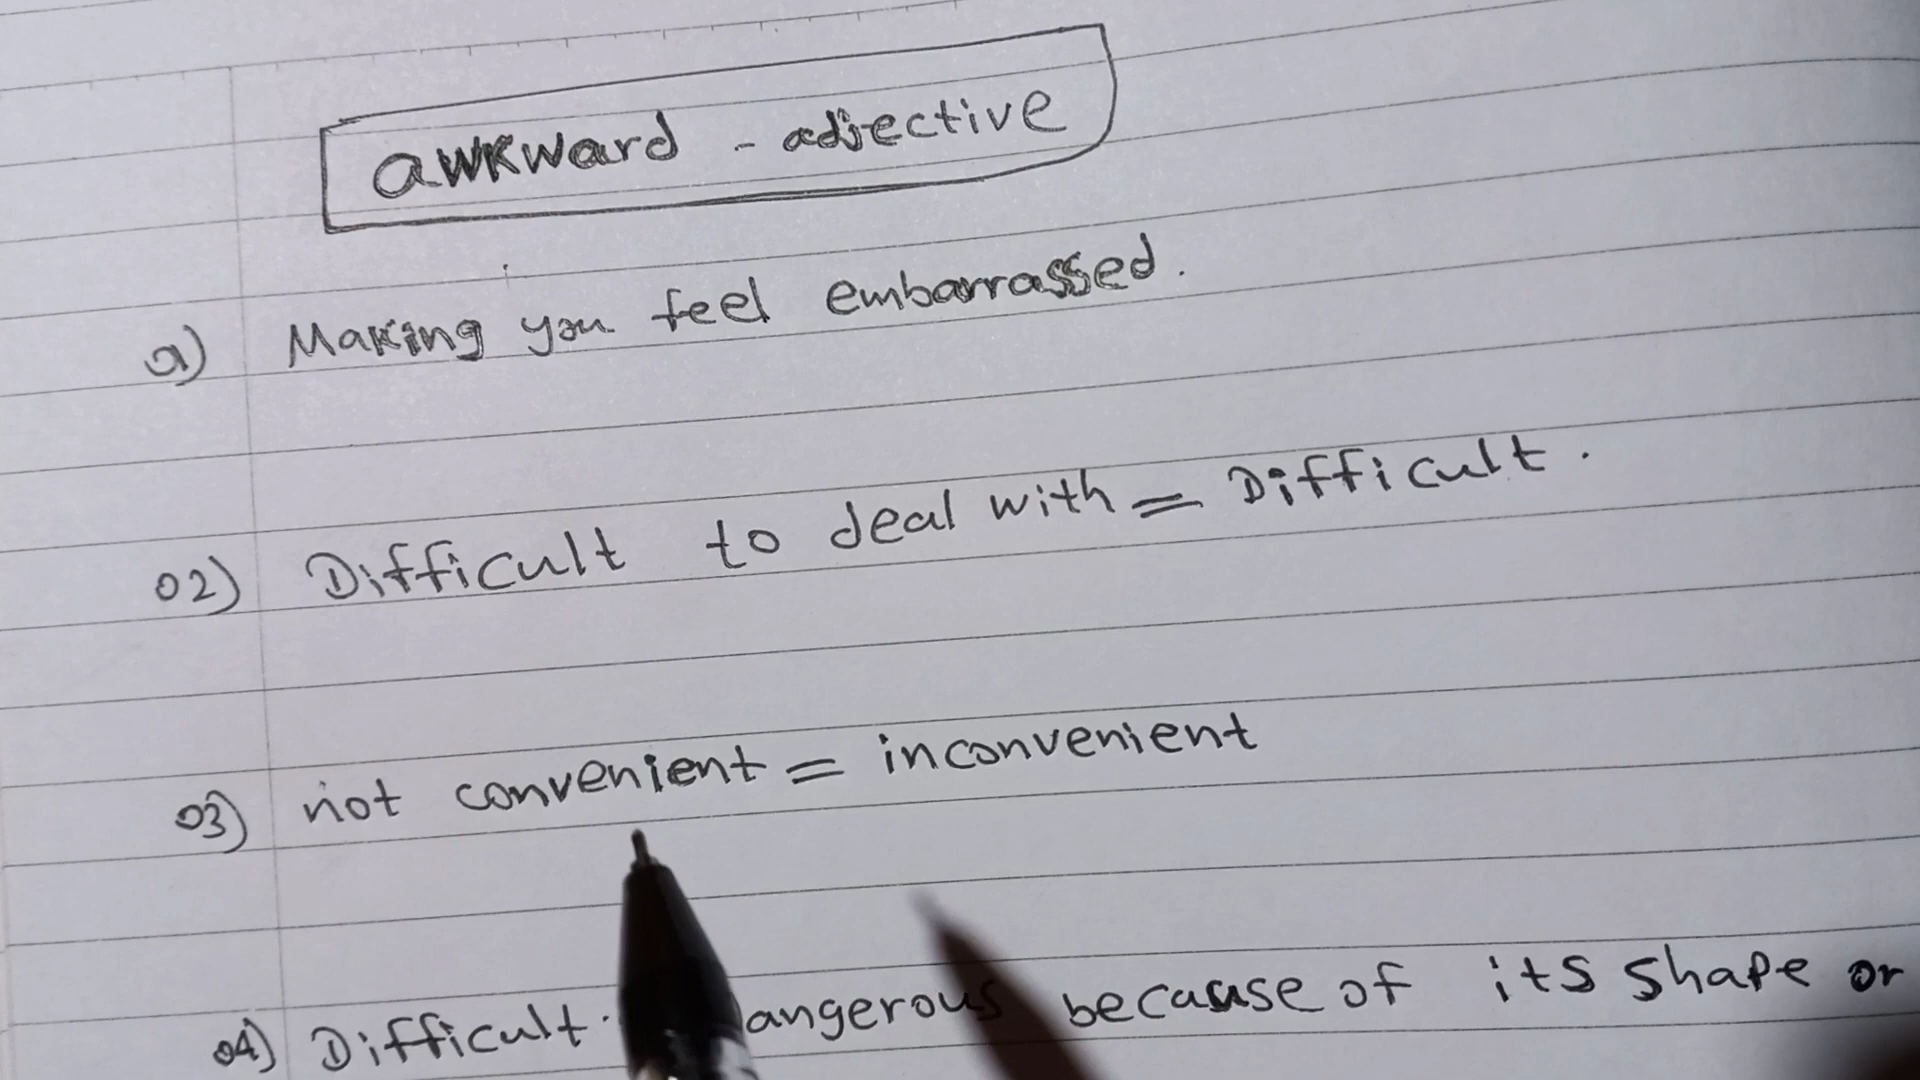 awkward - adjective
01) Making you feel embarrassed.
02) Difficult to deal with = Difficult.
03) not convenient = inconvenient
04) Difficult. because of its shape or